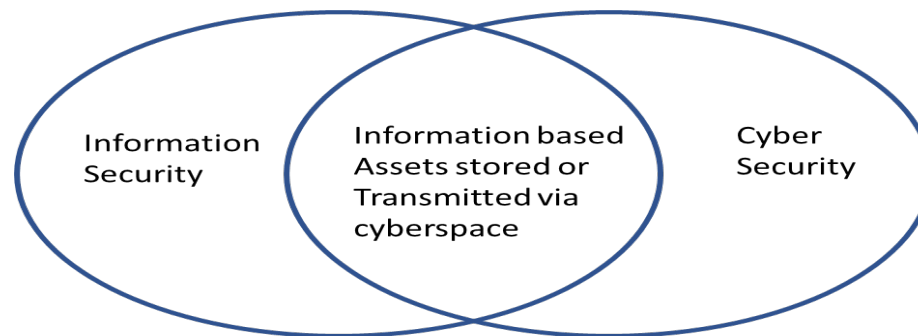 Information
Security
Information based
Assets stored or
Transmitted via
cyberspace
Cyber
Security